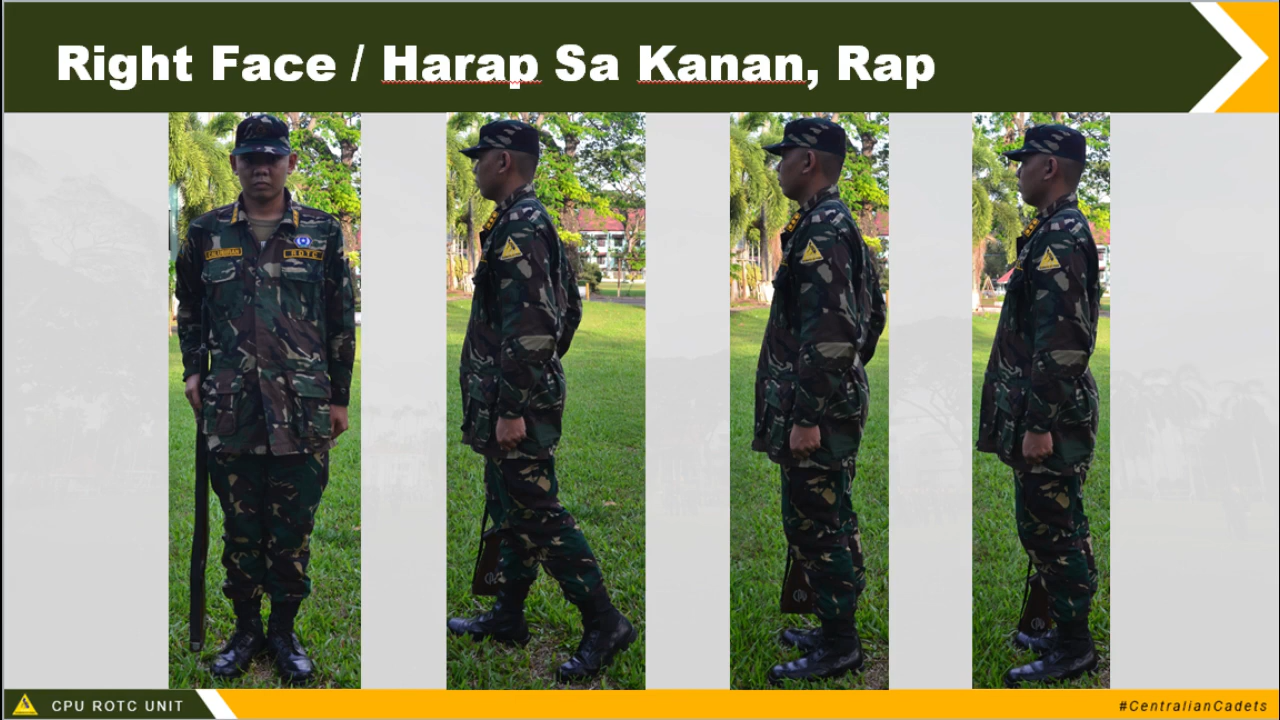 Right Face / Harap Sa Kanan, Rap
R O T C
CPU ROTC UNIT
#CentralianCadets